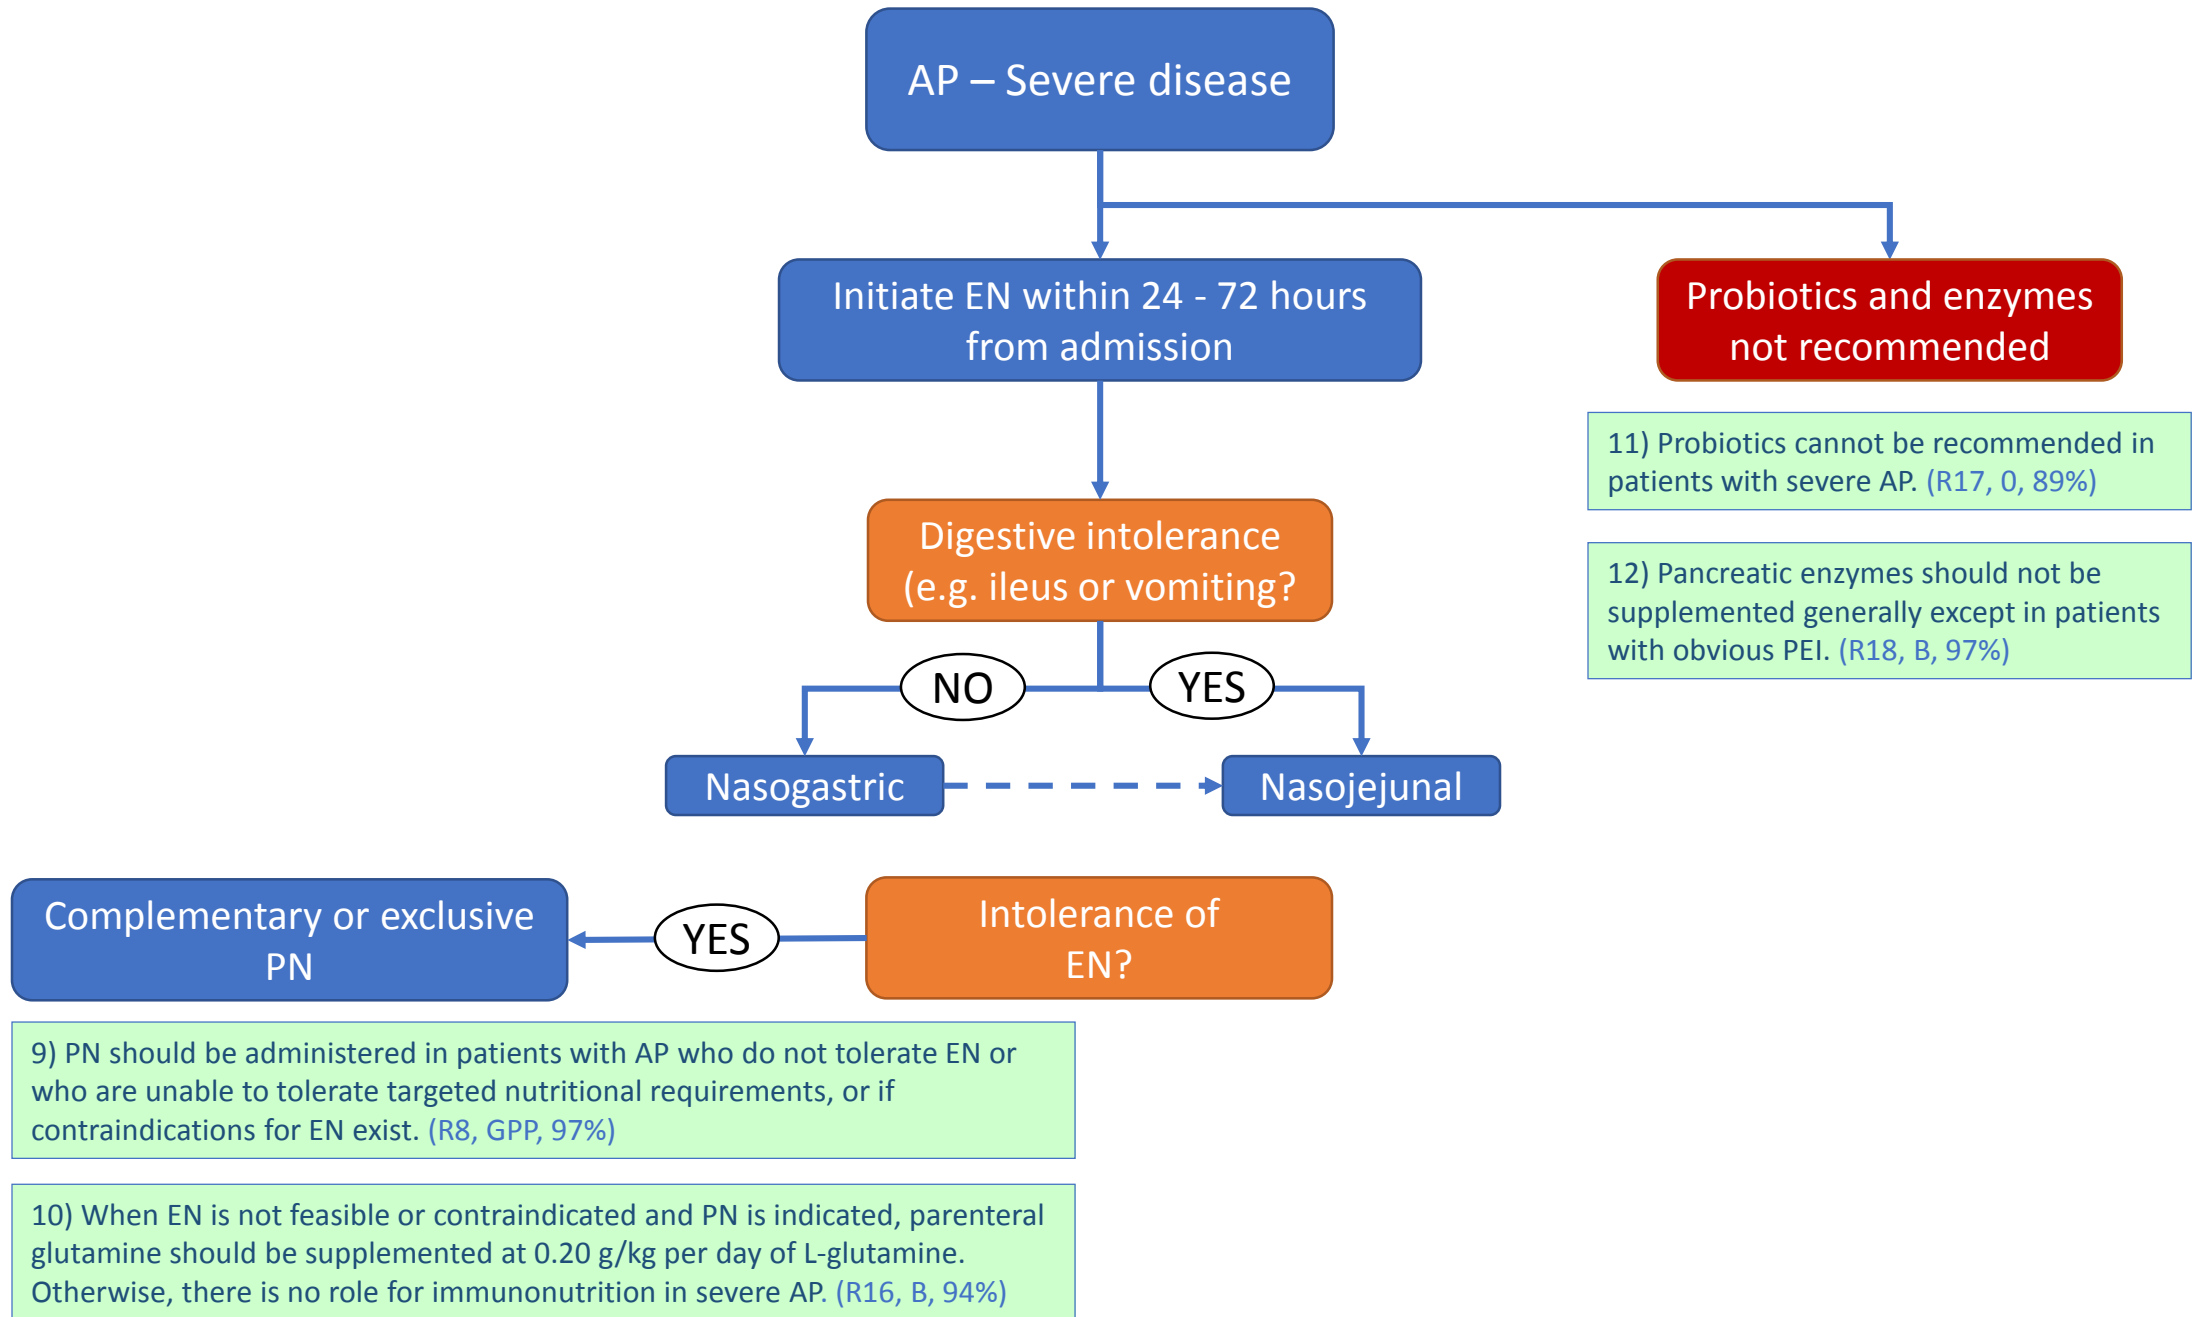 AP – Severe disease
Initiate EN within 24 - 72 hours
from admission
Probiotics and enzymes
not recommended
11) Probiotics cannot be recommended in
patients with severe AP. (R17, 0, 89%)
12) Pancreatic enzymes should not be
supplemented generally except in patients
with obvious PEI. (R18, B, 97%)
Digestive intolerance
(e.g. ileus or vomiting?
NO
YES
Nasogastric
Nasojejunal
Complementary or exclusive
PN
YES
Intolerance of
EN?
9) PN should be administered in patients with AP who do not tolerate EN or
who are unable to tolerate targeted nutritional requirements, or if
contraindications for EN exist. (R8, GPP, 97%)
10) When EN is not feasible or contraindicated and PN is indicated, parenteral
glutamine should be supplemented at 0.20 g/kg per day of L-glutamine.
Otherwise, there is no role for immunonutrition in severe AP. (R16, B, 94%)